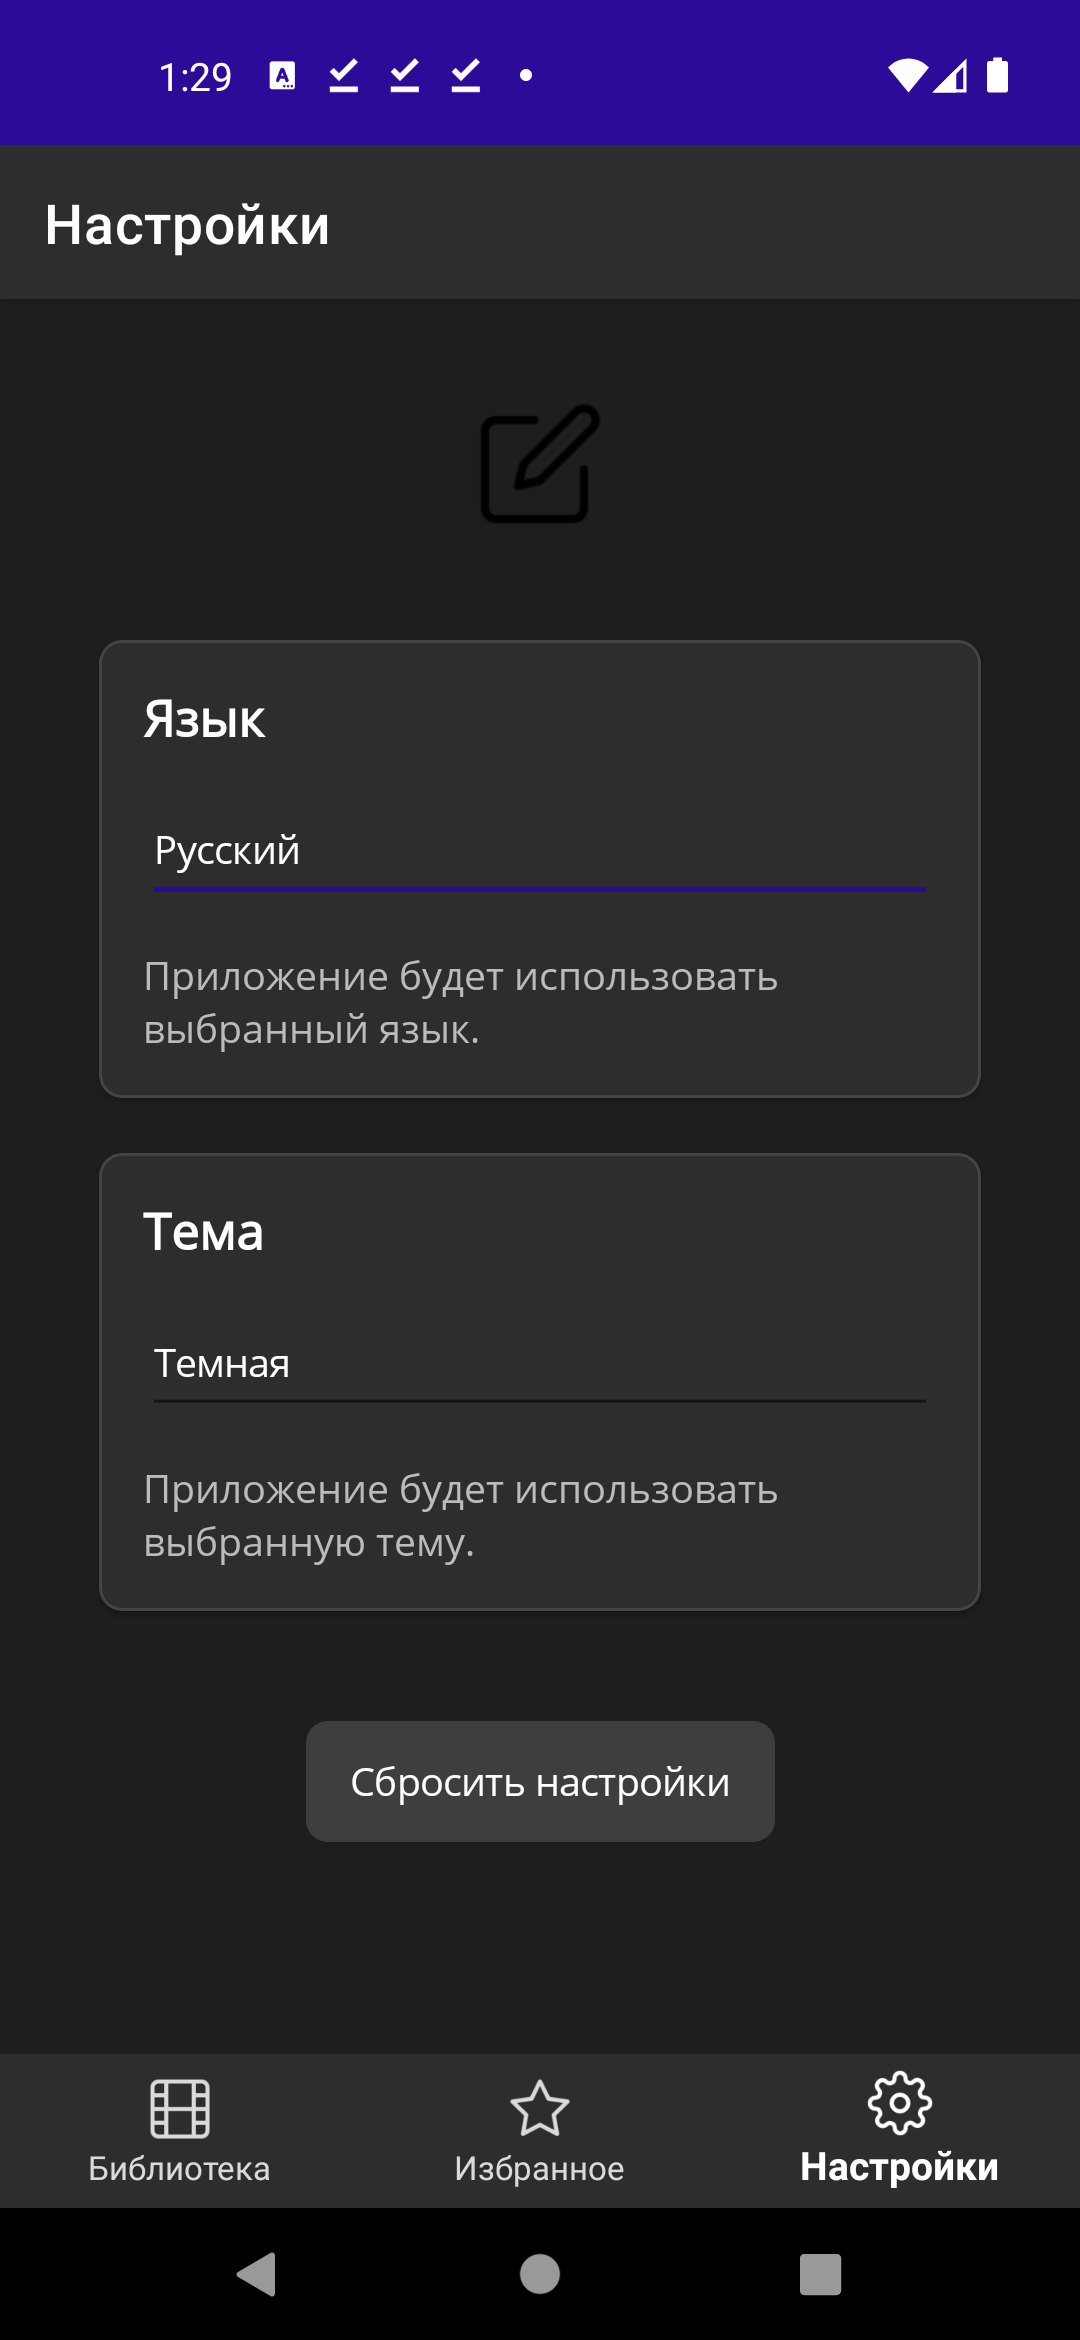 1:29
Настройки
Язык
Русский
Приложение будет использовать
выбранный язык.
Тема
Темная
Приложение будет использовать
выбранную тему.
Сбросить настройки
Библиотека
Избранное
Настройки